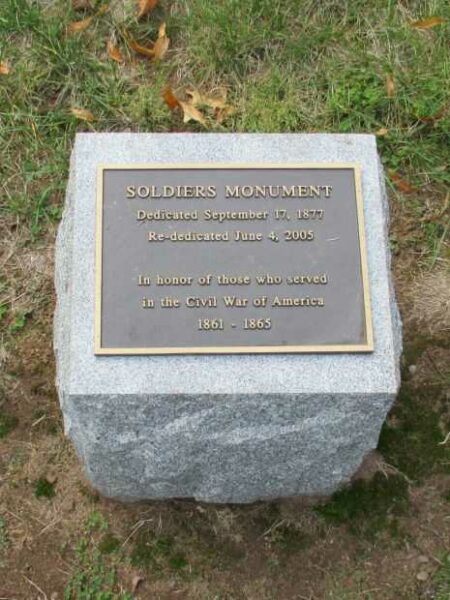 SOLDIERS MONUMENT
Dedicated September 17, 1877
Re-dedicated June 4, 2005
In honor of those who served
in the Civil War of America
1861 - 1865